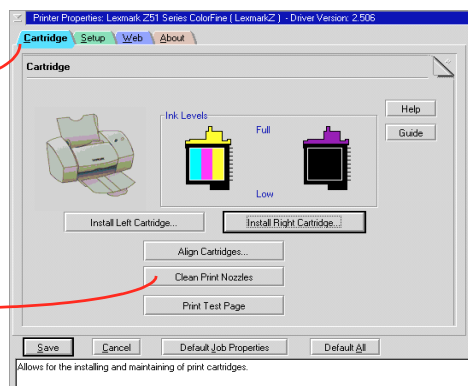 Printer Properties: Lexmark Z51 Series ColorFine ( LexmarkZ ) - Driver Version: 2.506
Cartridge Setup Web About
Cartridge
Ink Levels
Full
Low
Help
Guide
Install Left Cartridge... Install Right Cartridge...
Align Cartridges...
Clean Print Nozzles
Print Test Page
Save Cancel Default Job Properties Default All
Allows for the installing and maintaining of print cartridges.